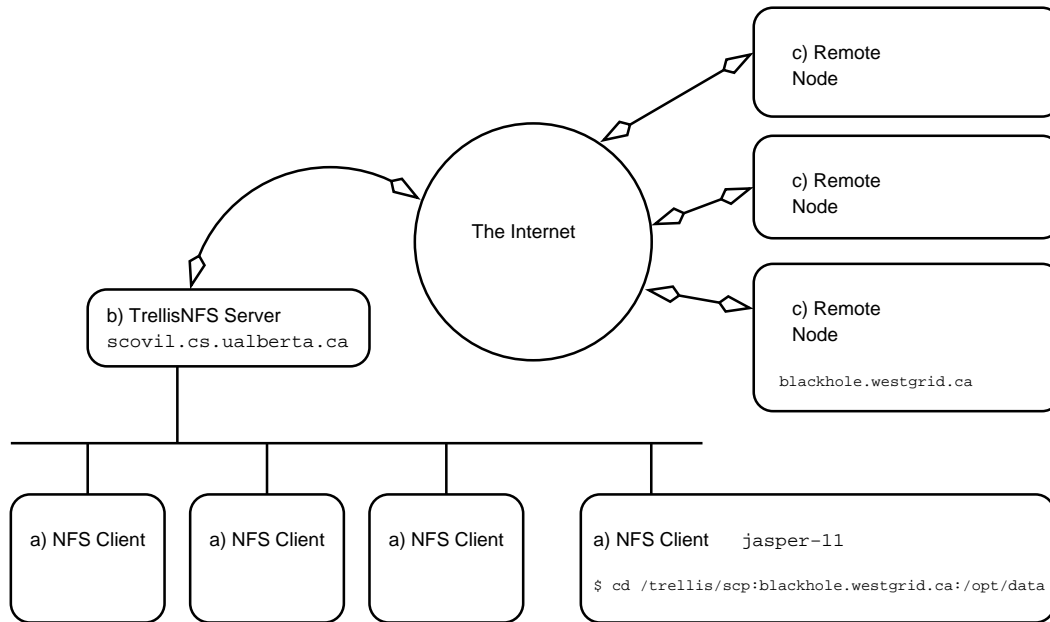 c) Remote
Node
c) Remote
Node
The Internet
c) Remote
Node
blackhole.westgrid.ca
b) TrellisNFS Server
scovil.cs.ualberta.ca
a) NFS Client
a) NFS Client
a) NFS Client
a) NFS Client jasper-11
$ cd /trellis/scp:blackhole.westgrid.ca:/opt/data